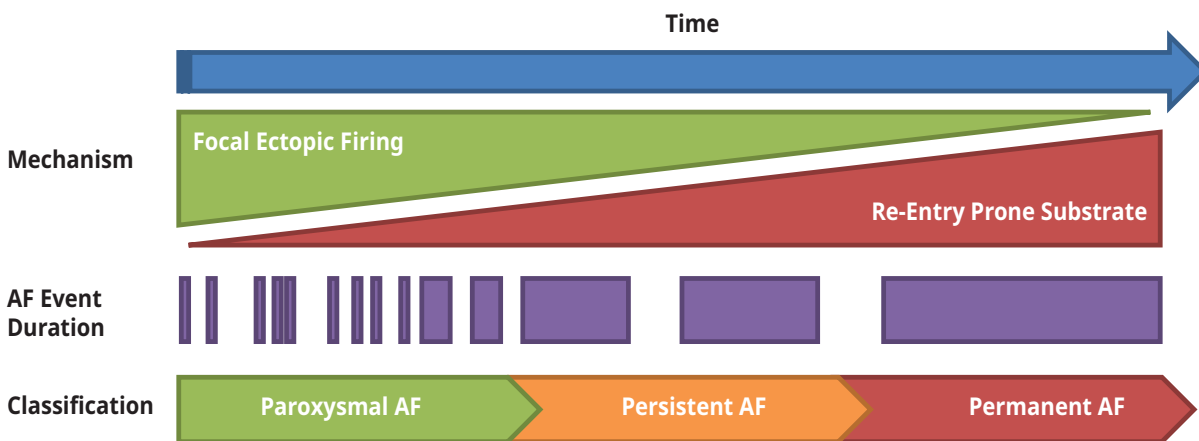 Time
Mechanism
Focal Ectopic Firing
Re-Entry Prone Substrate
AF Event
Duration
Classification
Paroxysmal AF
Persistent AF
Permanent AF